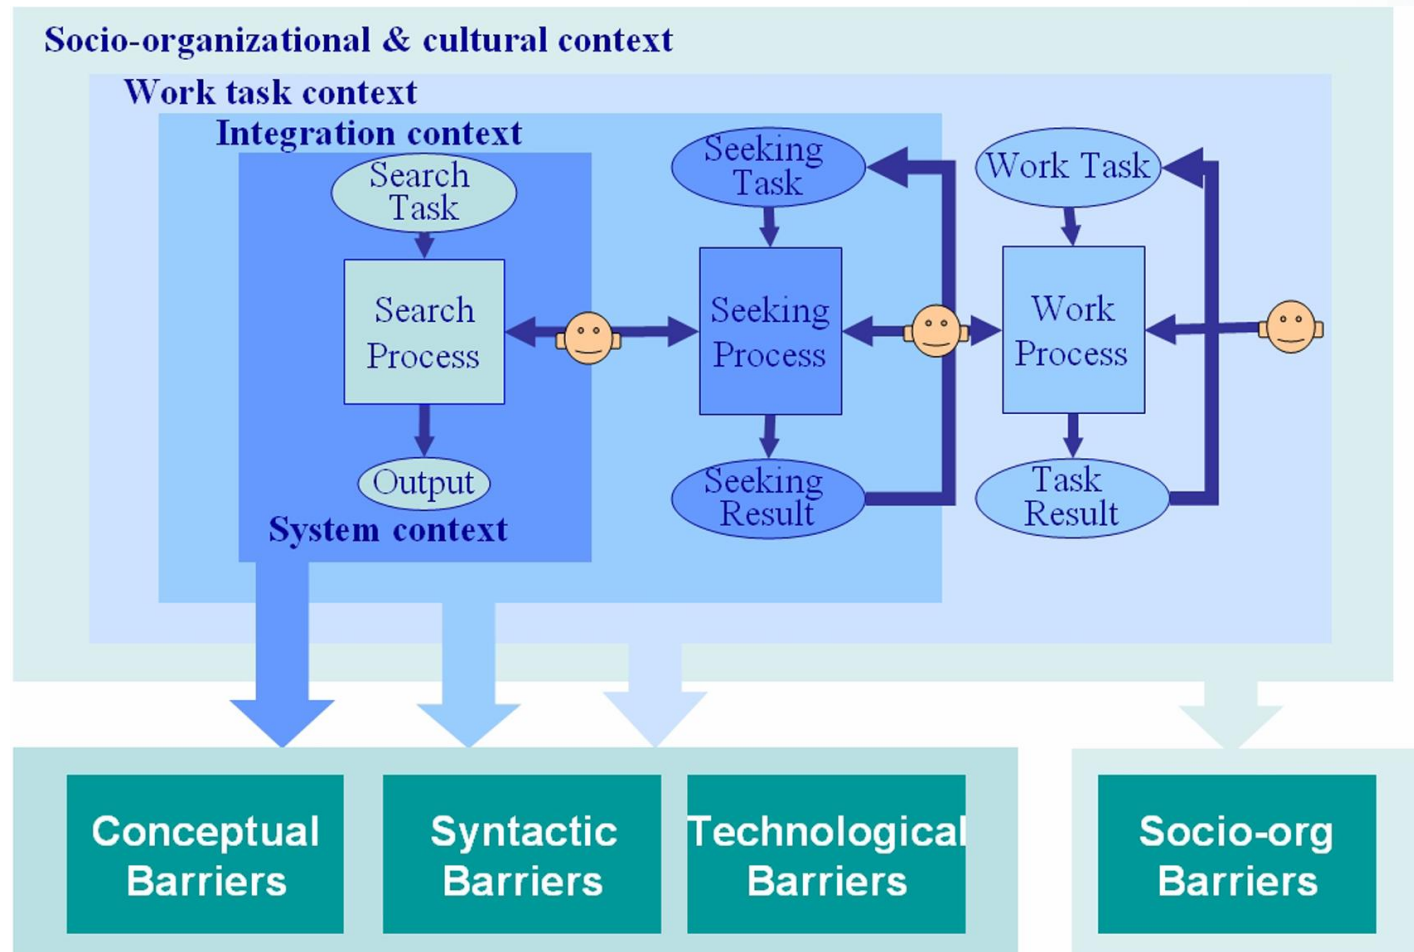 Socio-organizational & cultural context
Work task context
Integration context
Search
Task
Seeking
Task
Work Task
Search
Process
Seeking
Process
Work
Process
Output
Seeking
Result
Task
Result
System context
Conceptual
Barriers
Syntactic
Barriers
Technological
Barriers
Socio-org
Barriers